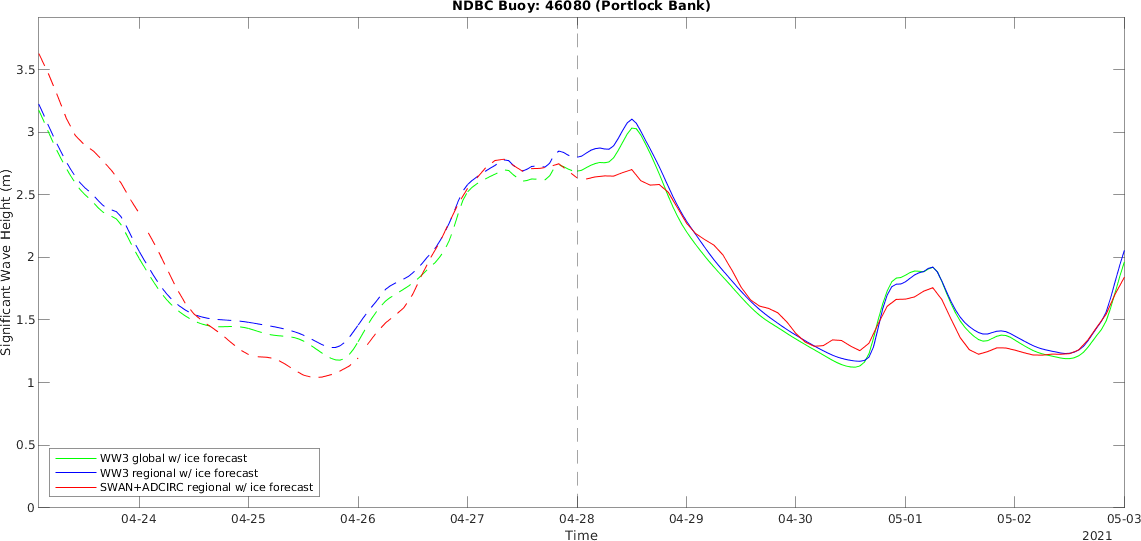 NDBC Buoy: 46080 (Portlock Bank)
3.5
3
2.5
2
1.5
1
0.5
0
Significant Wave Height (m)
WW3 global w/ ice forecast
WW3 regional w/ ice forecast
SWAN+ADCIRC regional w/ ice forecast
04-24 04-25 04-26 04-27 04-28 04-29 04-30 05-01 05-02 05-03
Time
2021